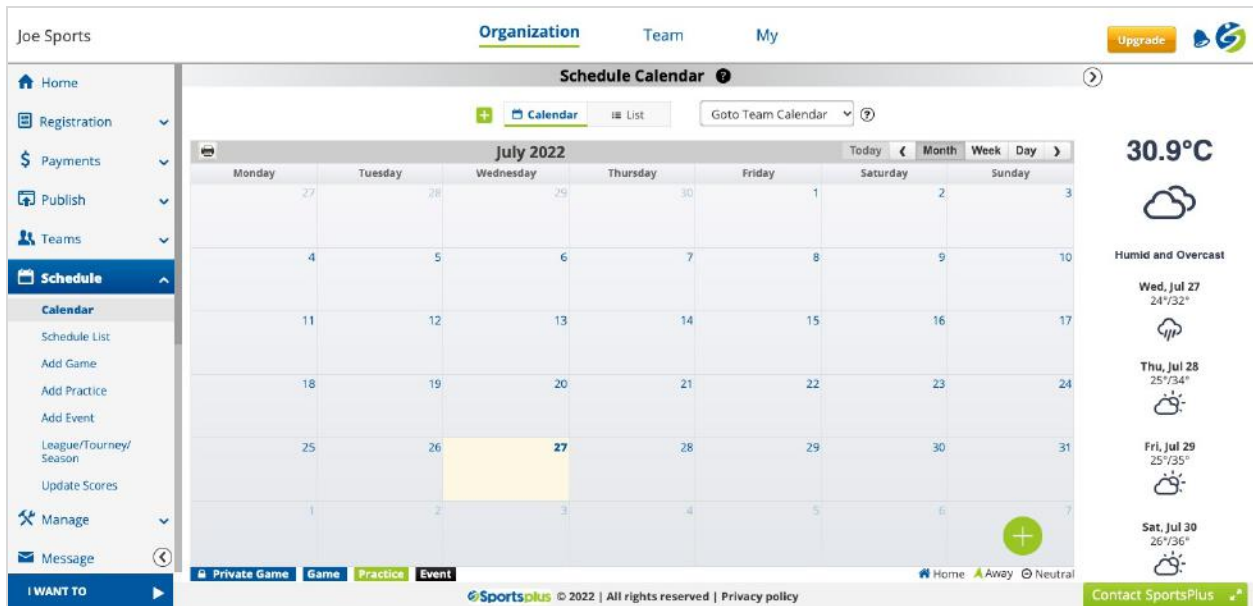 Joe Sports
Organization Team My
Upgrade
Home
Registration
Payments
Publish
Teams
Schedule
Calendar
Schedule List
Add Game
Add Practice
Add Event
League/Tourney/
Season
Update Scores
Manage
Message
I WANT TO
Schedule Calendar ?
Calendar List Goto Team Calendar ?
July 2022
Today Month Week Day
Monday Tuesday Wednesday Thursday Friday Saturday Sunday
27 28 29 30 1 2 3
4 5 6 7 8 9 10
11 12 13 14 15 16 17
18 19 20 21 22 23 24
25 26 27 28 29 30 31
1 2 3 4 5 6 7
Private Game Game Practice Event
Home Away Neutral
Sportsplus © 2022 | All rights reserved | Privacy policy
30.9°C
Humid and Overcast
Wed, Jul 27
24°/32°
Thu, Jul 28
25°/34°
Fri, Jul 29
25°/35°
Sat, Jul 30
26°/36°
Contact SportsPlus